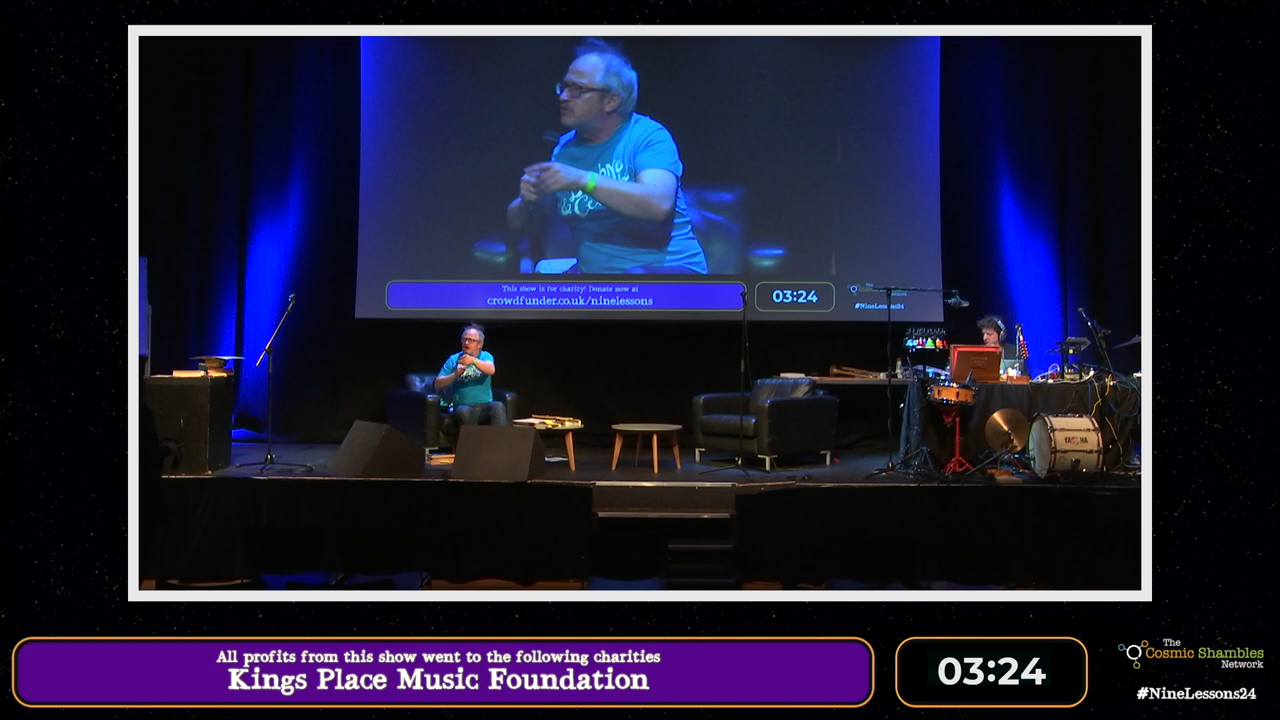 This show is for charity! Donate now at
crowdfunder.co.uk/ninelessons
03:24
#NineLessons24
YAMAHA
All profits from this show went to the following charities
Kings Place Music Foundation
03:24
The
Cosmic Shambles
Network
#NineLessons24